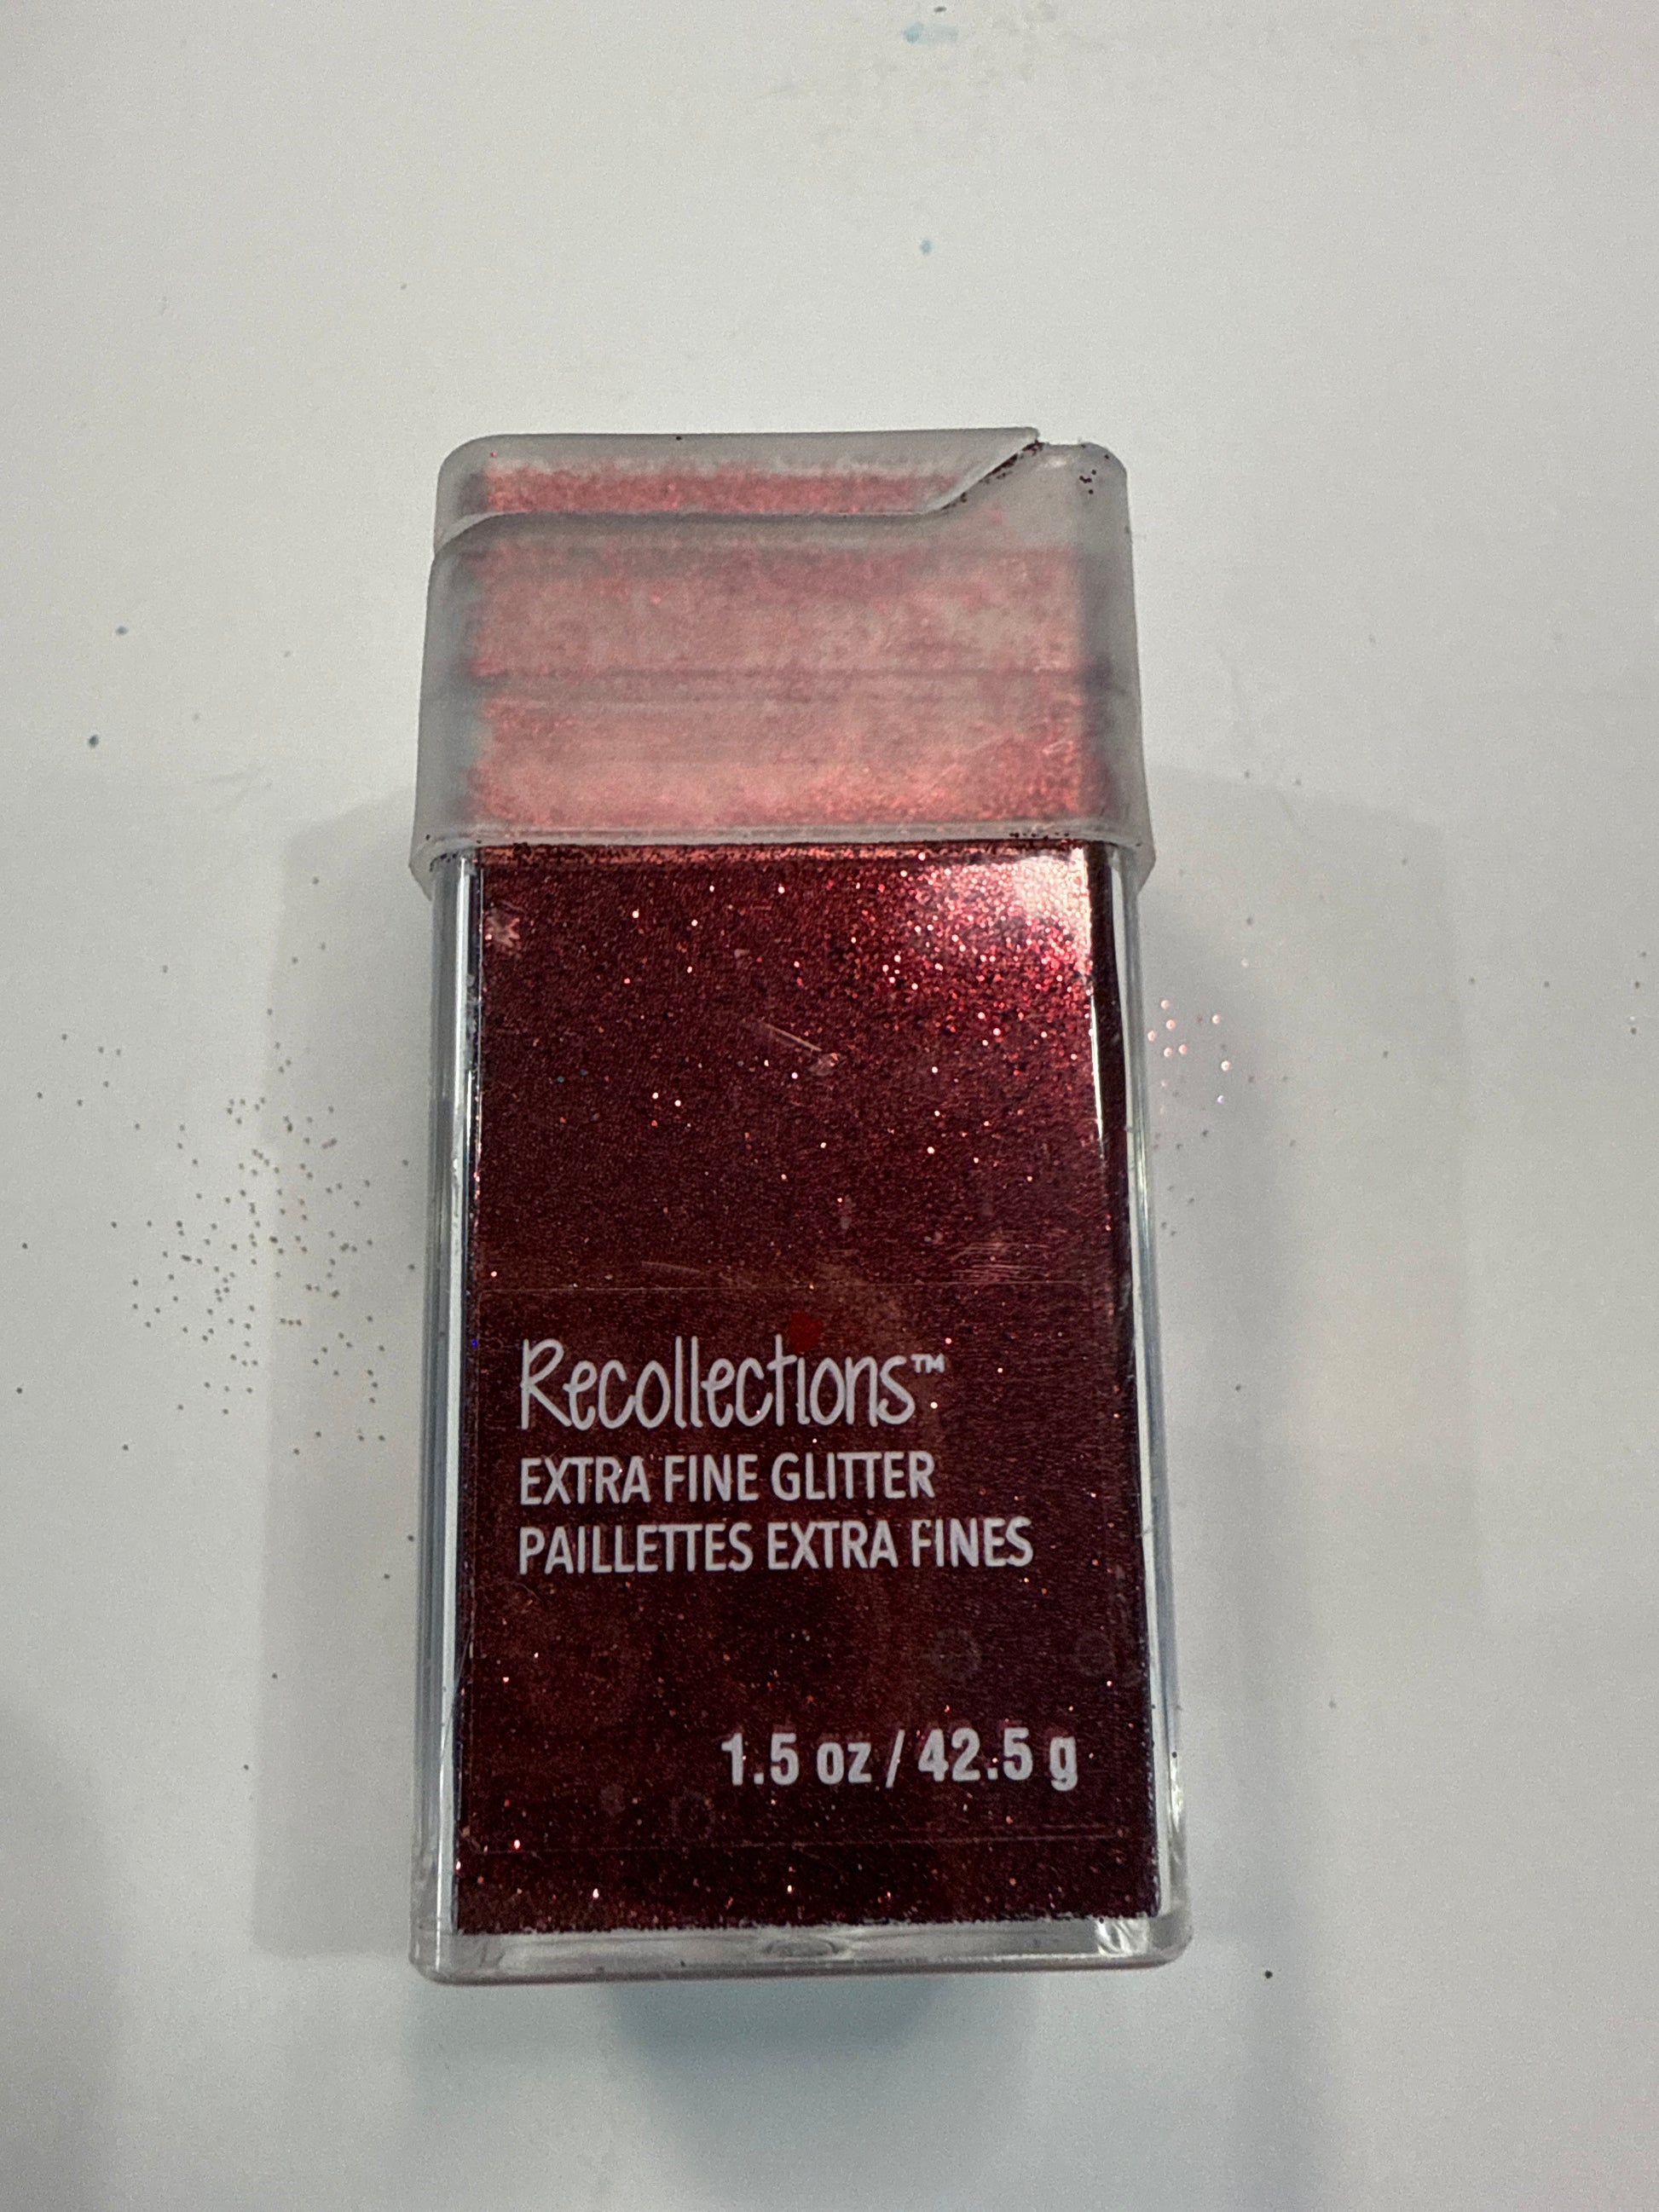 Recollections™
EXTRA FINE GLITTER
PAILLETTES EXTRA FINES
1.5 oz / 42.5 g